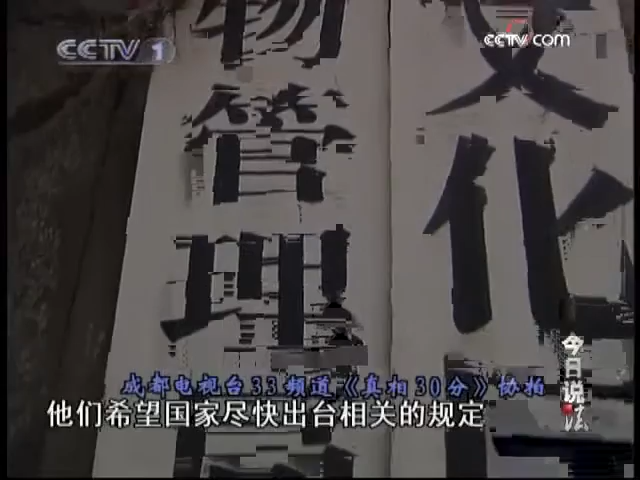 CCTV 1
CCTV.com
物管理
文化
今日说法
成都电视台33频道《真相30分》协拍
他们希望国家尽快出台相关的规定